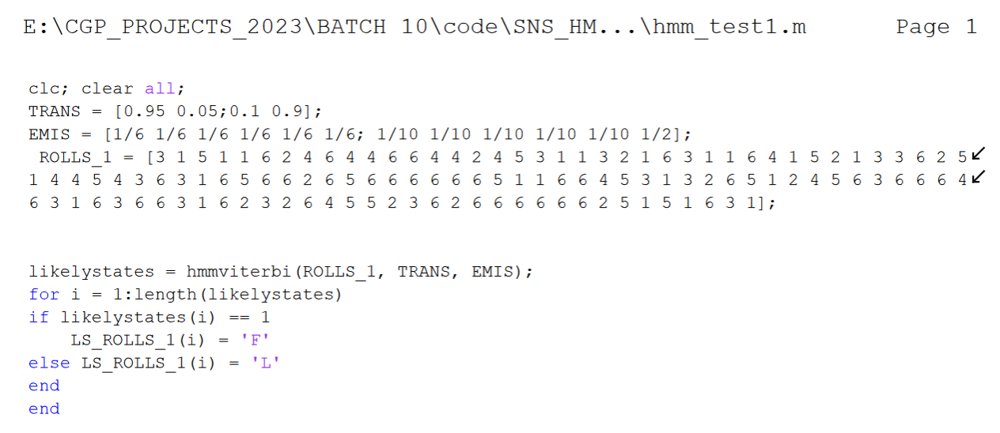 E:\CGP_PROJECTS_2023\BATCH 10\code\SNS_HM...\hmm_test1.m Page 1
clc; clear all;
TRANS = [0.95 0.05;0.1 0.9];
EMIS = [1/6 1/6 1/6 1/6 1/6 1/6; 1/10 1/10 1/10 1/10 1/10 1/2];
ROLLS_1 = [3 1 5 1 1 6 2 4 6 4 4 6 6 4 4 2 4 5 3 1 1 3 2 1 6 3 1 1 6 4 1 5 2 1 3 3 6 2 5↙
1 4 4 5 4 3 6 3 1 6 5 6 6 2 6 5 6 6 6 6 6 6 5 1 1 6 6 4 5 3 1 3 2 6 5 1 2 4 5 6 3 6 6 6 4↙
6 3 1 6 3 6 6 3 1 6 2 3 2 6 4 5 5 2 3 6 2 6 6 6 6 6 6 2 5 1 5 1 6 3 1];
likelystates = hmmviterbi(ROLLS_1, TRANS, EMIS);
for i = 1:length(likelystates)
if likelystates(i) == 1
LS_ROLLS_1(i) = 'F'
else LS_ROLLS_1(i) = 'L'
end
end